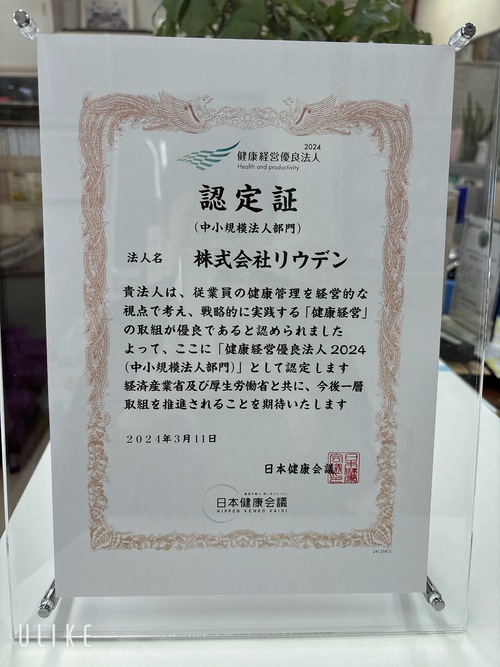 2024
健康経営優良法人
Health and productivity
認定証
(中小規模法人部門)
法人名 株式会社リウデン
貴法人は、従業員の健康管理を経営的な
視点で考え、戦略的に実践する「健康経営」
の取組が優良であると認められました
よって、ここに「健康経営優良法人2024
(中小規模法人部門)」として認定します
経済産業省及び厚生労働省と共に、今後一層
取組を推進されることを期待いたします
2024年3月11日
日本健康会議
日本健康会議
NIPPON KENKO KAIGI
ULIKE